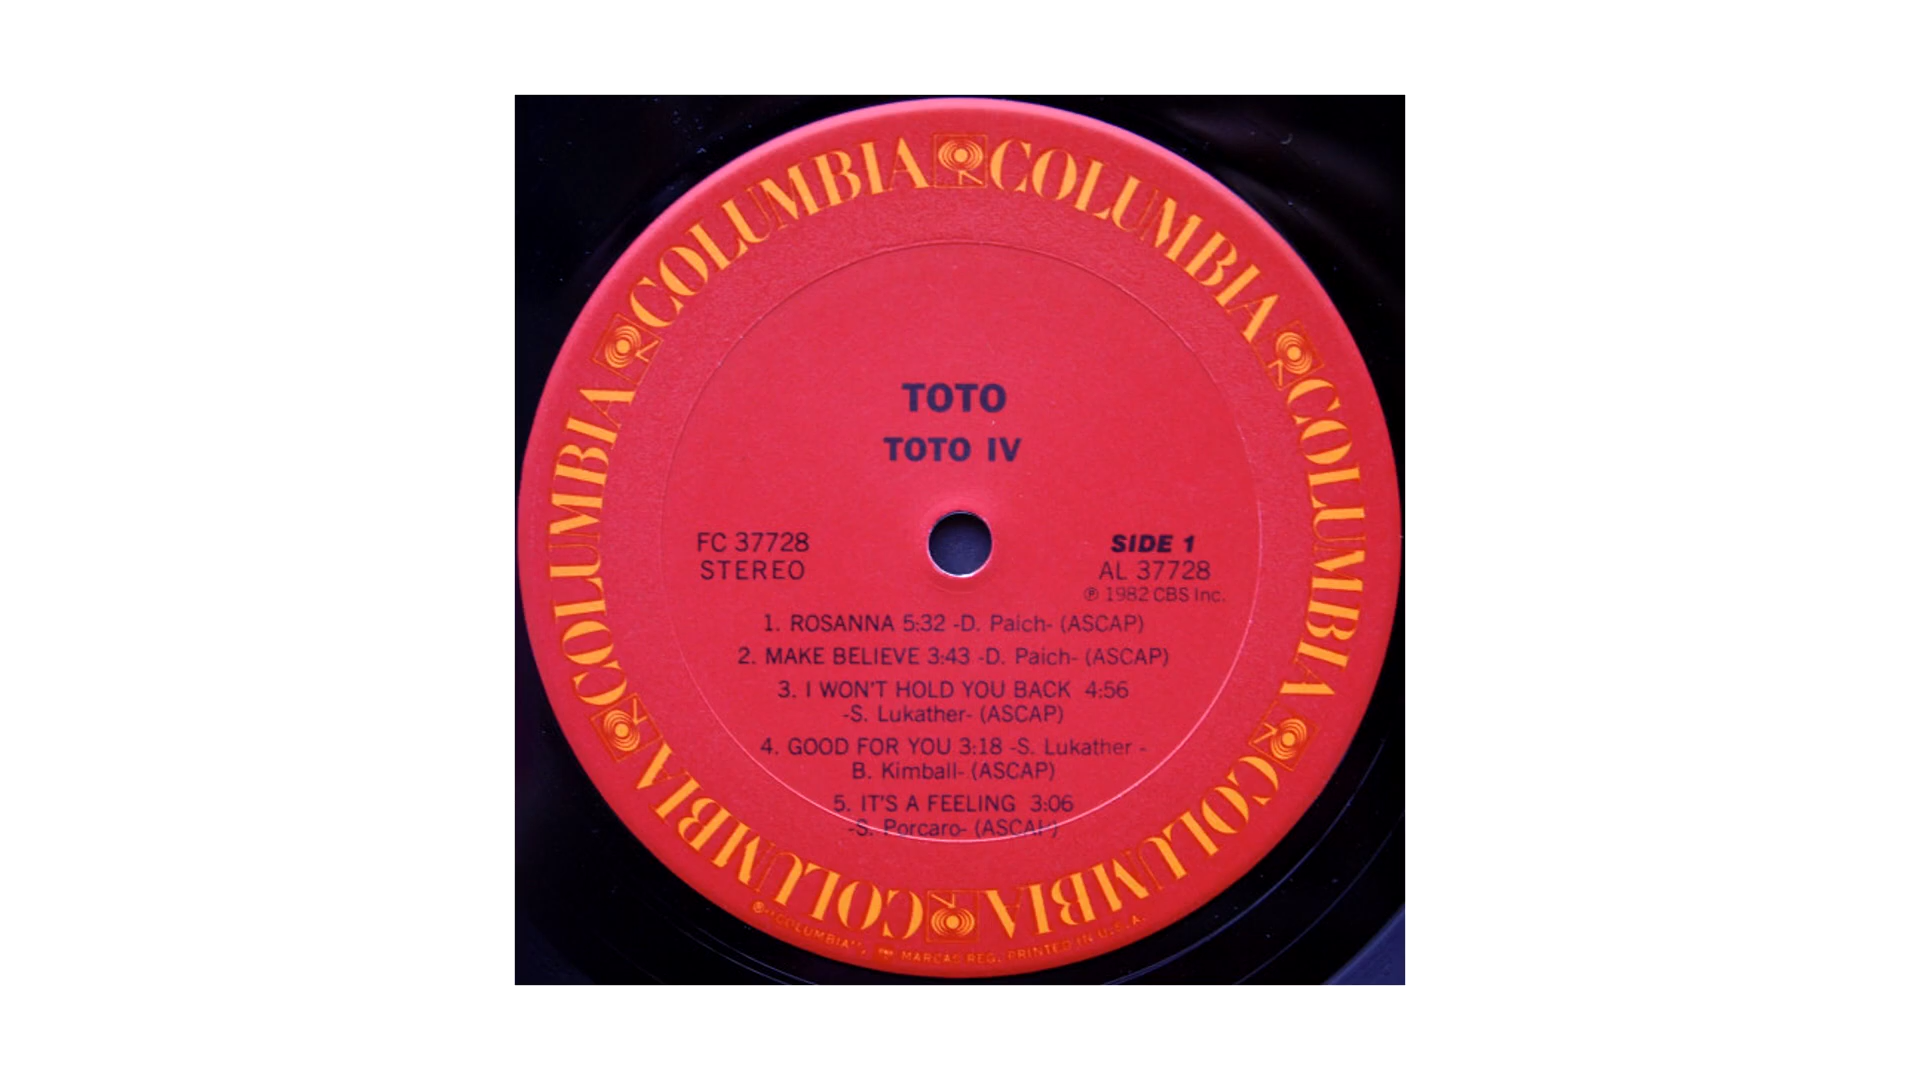 COLUMBIA COLUMBIA COLUMBIA COLUMBIA COLUMBIA COLUMBIA
TOTO
TOTO IV
FC 37728
STEREO
SIDE 1
AL 37728
℗ 1982 CBS Inc.
1. ROSANNA 5:32 -D. Paich- (ASCAP)
2. MAKE BELIEVE 3:43 -D. Paich- (ASCAP)
3. I WON'T HOLD YOU BACK 4:56
-S. Lukather- (ASCAP)
4. GOOD FOR YOU 3:18 -S. Lukather -
B. Kimball- (ASCAP)
5. IT'S A FEELING 3:06
-S. Porcaro- (ASCAP)
® "COLUMBIA", MARCAS REG. PRINTED IN U.S.A.